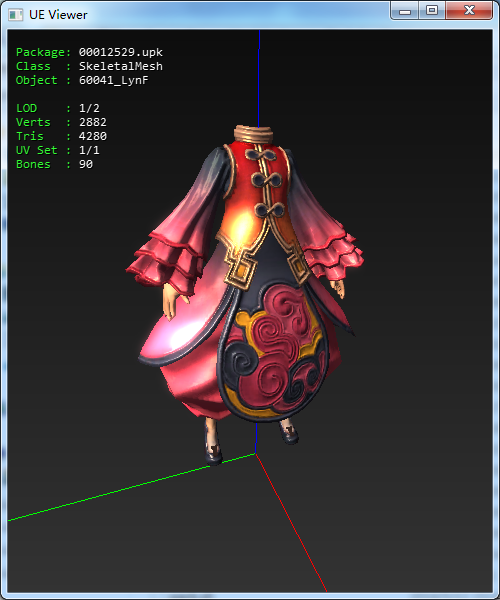 UE Viewer
Package: 00012529.upk
Class  : SkeletalMesh
Object : 60041_LynF
LOD    : 1/2
Verts  : 2882
Tris   : 4280
UV Set : 1/1
Bones  : 90